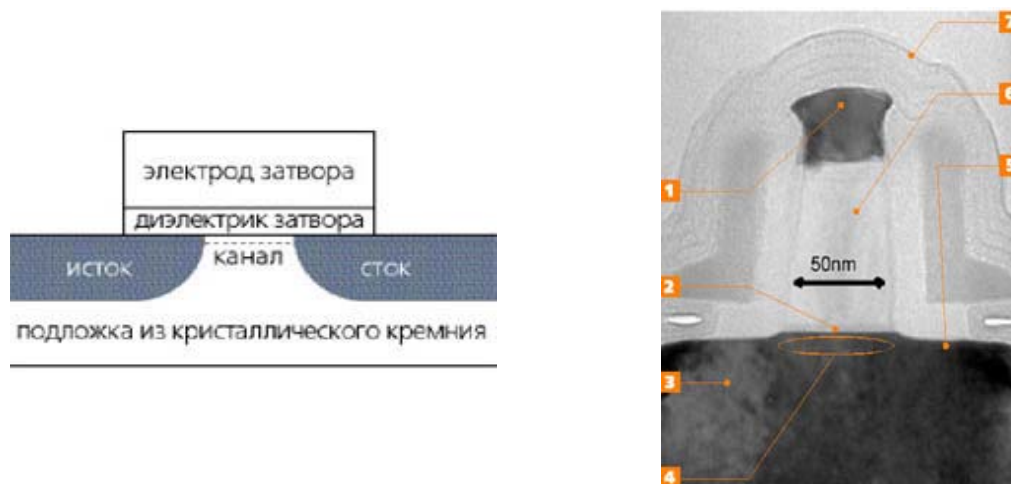 электрод затвора
диэлектрик затвора
исток
канал
сток
подложка из кристаллического кремния
7
6
5
1
50nm
2
3
4